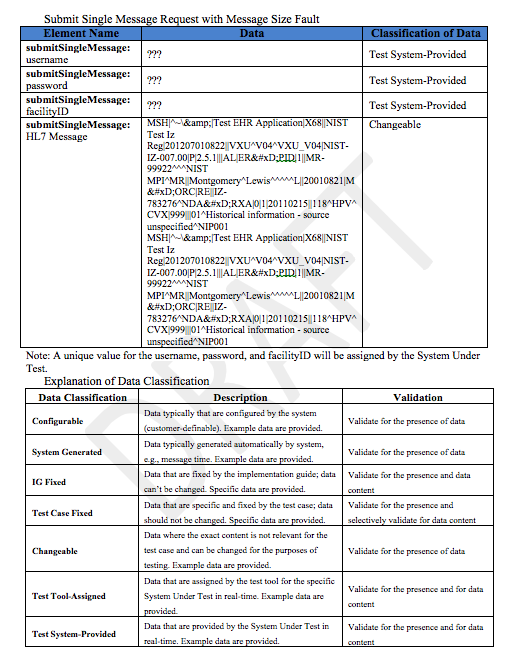 Submit Single Message Request with Message Size Fault
Element Name Data Classification of Data
submitSingleMessage: username ??? Test System-Provided
submitSingleMessage: password ??? Test System-Provided
submitSingleMessage: facilityID ??? Test System-Provided
submitSingleMessage: HL7 Message
MSH|^~\&amp;|Test EHR Application|X68||NIST
Test Iz
Reg|201207010822||VXU^V04^VXU_V04|NIST-
IZ-007.00|P|2.5.1|||AL|ER&#xD;PID|1||MR-
99922^^^NIST
MPI^MR||Montgomery^Lewis^^^^^L||20010821|M
&#xD;ORC|RE||IZ-
783276^NDA&#xD;RXA|0|1|20110215||118^HPV^
CVX|999|||01^Historical information - source
unspecified^NIP001
MSH|^~\&amp;|Test EHR Application|X68||NIST
Test Iz
Reg|201207010822||VXU^V04^VXU_V04|NIST-
IZ-007.00|P|2.5.1|||AL|ER&#xD;PID|1||MR-
99922^^^NIST
MPI^MR||Montgomery^Lewis^^^^^L||20010821|M
&#xD;ORC|RE||IZ-
783276^NDA&#xD;RXA|0|1|20110215||118^HPV^
CVX|999|||01^Historical information - source
unspecified^NIP001
Changeable
Note: A unique value for the username, password, and facilityID will be assigned by the System Under
Test.
Explanation of Data Classification
Data Classification Description Validation
Configurable
Data typically that are configured by the system
(customer-definable). Example data are provided.
Validate for the presence of data
System Generated
Data typically generated automatically by system,
e.g., message time. Example data are provided.
Validate for the presence of data
IG Fixed
Data that are fixed by the implementation guide; data
can't be changed. Specific data are provided.
Validate for the presence and data
content
Test Case Fixed
Data that are specific and fixed by the test case; data
should not be changed. Specific data are provided.
Validate for the presence and
selectively validate for data content
Changeable
Data where the exact content is not relevant for the
test case and can be changed for the purposes of
testing. Example data are provided.
Validate for the presence of data
Test Tool-Assigned
Data that are assigned by the test tool for the specific
System Under Test in real-time. Example data are
provided.
Validate for the presence and for data
content
Test System-Provided
Data that are provided by the System Under Test in
real-time. Example data are provided.
Validate for the presence and for data
content
DRAFT